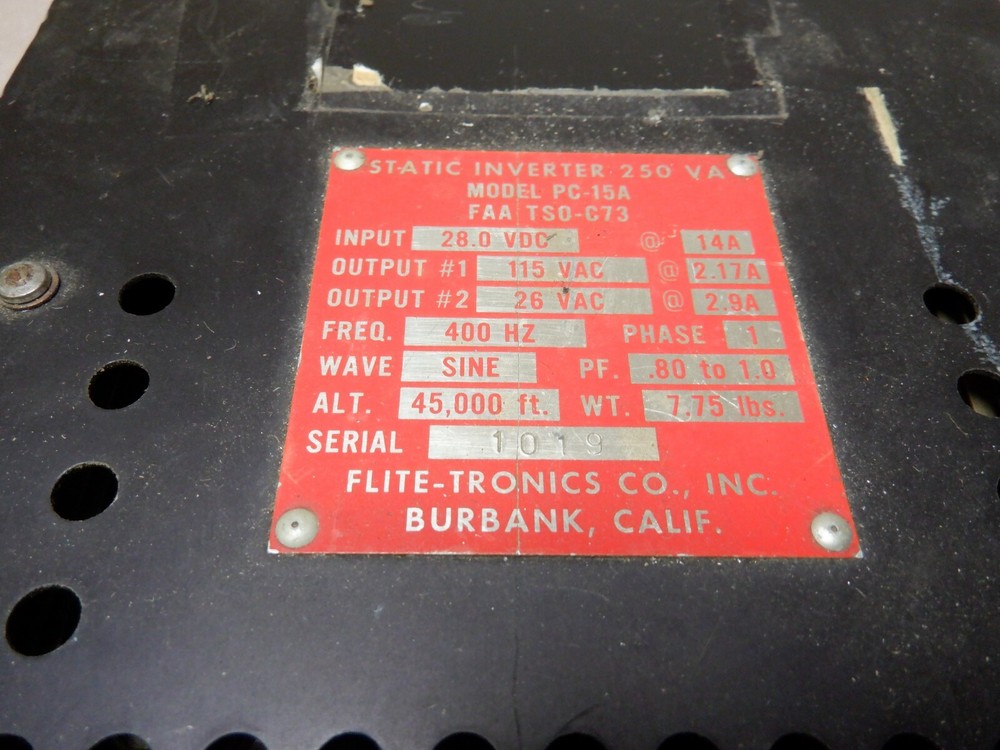 STATIC INVERTER 250 VA
MODEL PC-15A
FAA TSO-C73
INPUT 28.0 VDC @ 14A
OUTPUT #1 115 VAC @ 2.17A
OUTPUT #2 26 VAC @ 2.9A
FREQ. 400 HZ PHASE 1
WAVE SINE PF. .80 to 1.0
ALT. 45,000 ft. WT. 7.75 lbs.
SERIAL 1019
FLITE-TRONICS CO., INC.
BURBANK, CALIF.